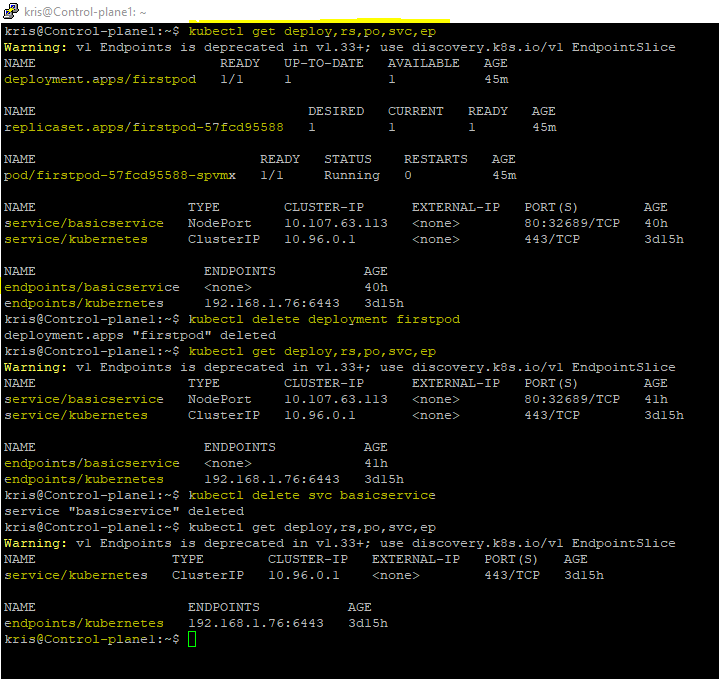 kris@Control-plane1: ~
kris@Control-plane1:~$ kubectl get deploy,rs,po,svc,ep
Warning: v1 Endpoints is deprecated in v1.33+; use discovery.k8s.io/v1 EndpointSlice
NAME READY UP-TO-DATE AVAILABLE AGE
deployment.apps/firstpod 1/1 1 1 45m
NAME DESIRED CURRENT READY AGE
replicaset.apps/firstpod-57fcd95588 1 1 1 45m
NAME READY STATUS RESTARTS AGE
pod/firstpod-57fcd95588-spvmx 1/1 Running 0 45m
NAME TYPE CLUSTER-IP EXTERNAL-IP PORT(S) AGE
service/basicservice NodePort 10.107.63.113 <none> 80:32689/TCP 40h
service/kubernetes ClusterIP 10.96.0.1 <none> 443/TCP 3d15h
NAME ENDPOINTS AGE
endpoints/basicservice <none> 40h
endpoints/kubernetes 192.168.1.76:6443 3d15h
kris@Control-plane1:~$ kubectl delete deployment firstpod
deployment.apps "firstpod" deleted
kris@Control-plane1:~$ kubectl get deploy,rs,po,svc,ep
Warning: v1 Endpoints is deprecated in v1.33+; use discovery.k8s.io/v1 EndpointSlice
NAME TYPE CLUSTER-IP EXTERNAL-IP PORT(S) AGE
service/basicservice NodePort 10.107.63.113 <none> 80:32689/TCP 41h
service/kubernetes ClusterIP 10.96.0.1 <none> 443/TCP 3d15h
NAME ENDPOINTS AGE
endpoints/basicservice <none> 41h
endpoints/kubernetes 192.168.1.76:6443 3d15h
kris@Control-plane1:~$ kubectl delete svc basicservice
service "basicservice" deleted
kris@Control-plane1:~$ kubectl get deploy,rs,po,svc,ep
Warning: v1 Endpoints is deprecated in v1.33+; use discovery.k8s.io/v1 EndpointSlice
NAME TYPE CLUSTER-IP EXTERNAL-IP PORT(S) AGE
service/kubernetes ClusterIP 10.96.0.1 <none> 443/TCP 3d15h
NAME ENDPOINTS AGE
endpoints/kubernetes 192.168.1.76:6443 3d15h
kris@Control-plane1:~$